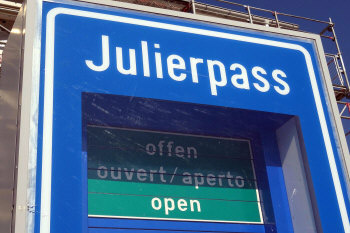 Julierpass
offen
ouvert/aperto
open